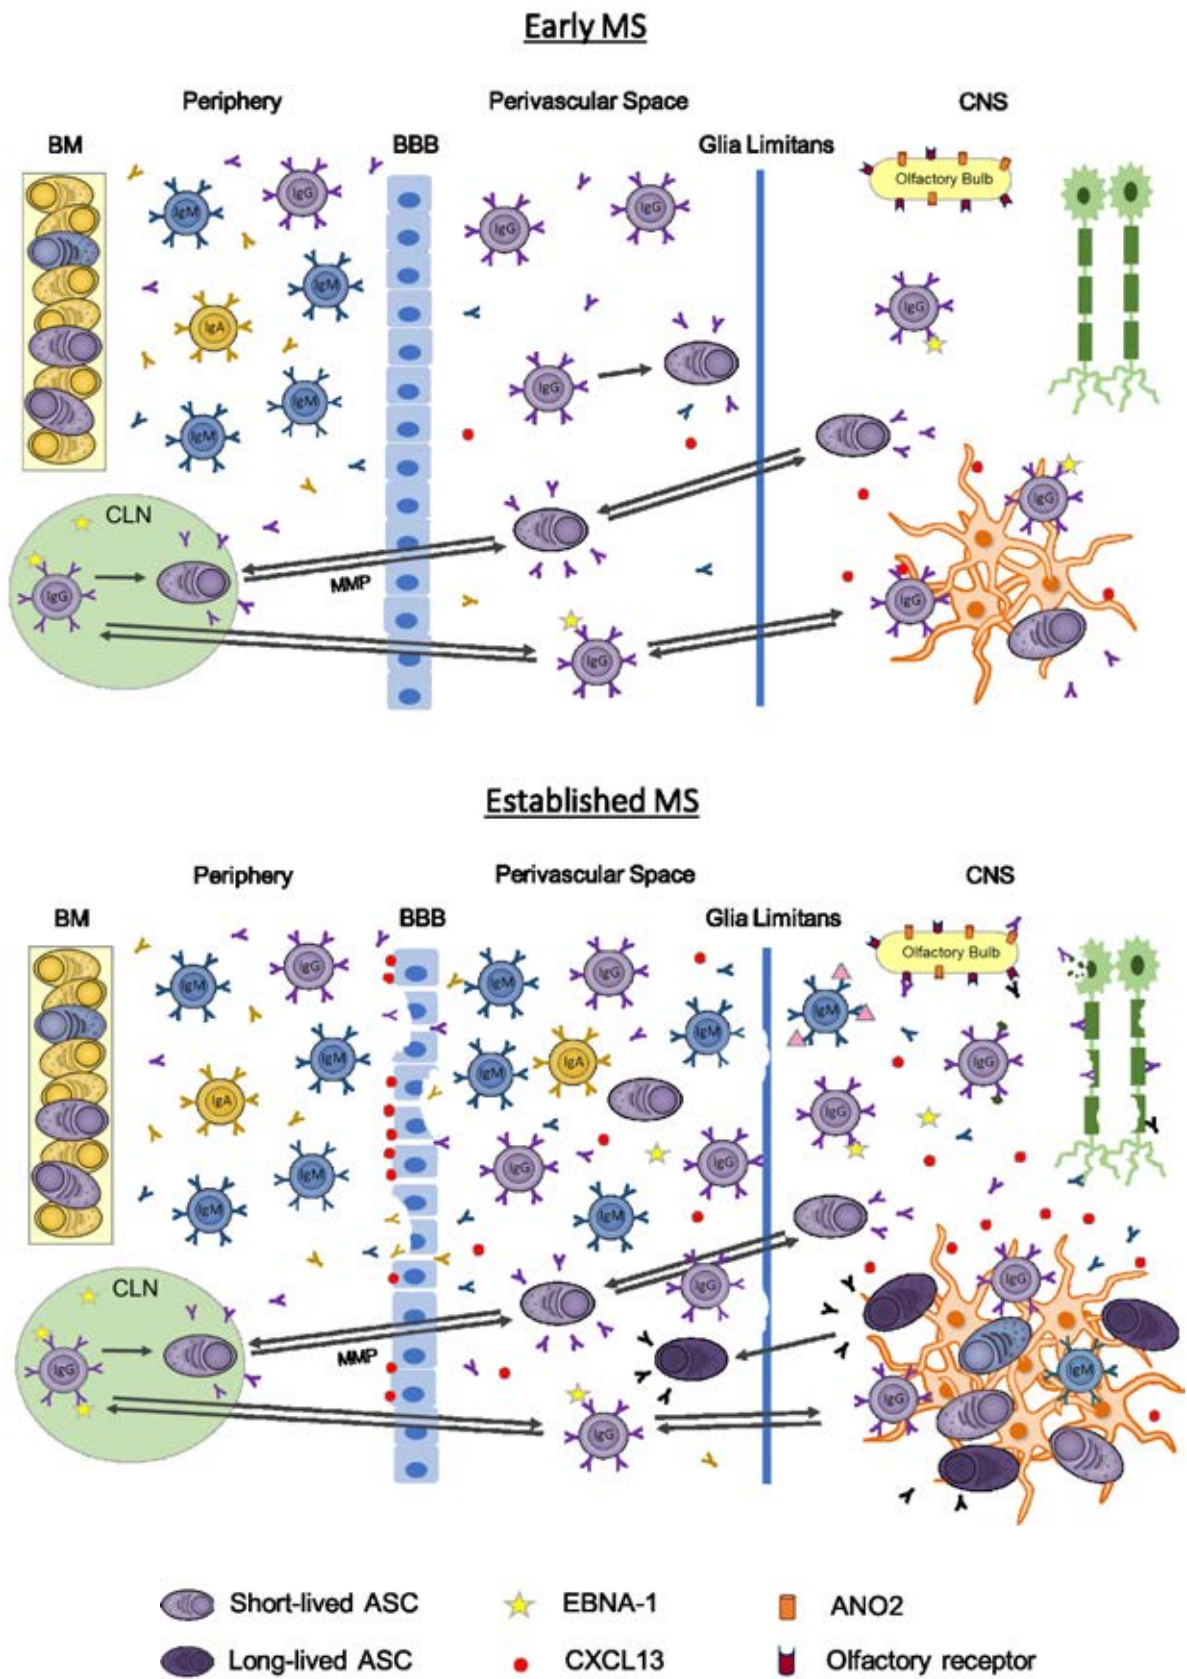 Early MS
Periphery
Perivascular Space
CNS
BM
BBB
Glia Limitans
Olfactory Bulb
IgM
IgG
IgG
IgG
IgM
IgG
IgA
IgG
IgM
IgM
CLN
IgG
IgG
IgG
MMP
IgG
Established MS
Periphery
Perivascular Space
CNS
BM
BBB
Glia Limitans
Olfactory Bulb
IgM
IgG
IgM
IgG
IgM
IgM
IgM
IgM
IgA
IgG
IgA
IgG
IgM
IgG
IgG
IgM
IgM
CLN
IgG
IgG
IgG
MMP
IgM
IgG
IgG
Short-lived ASC
EBNA-1
ANO2
Long-lived ASC
CXCL13
Olfactory receptor